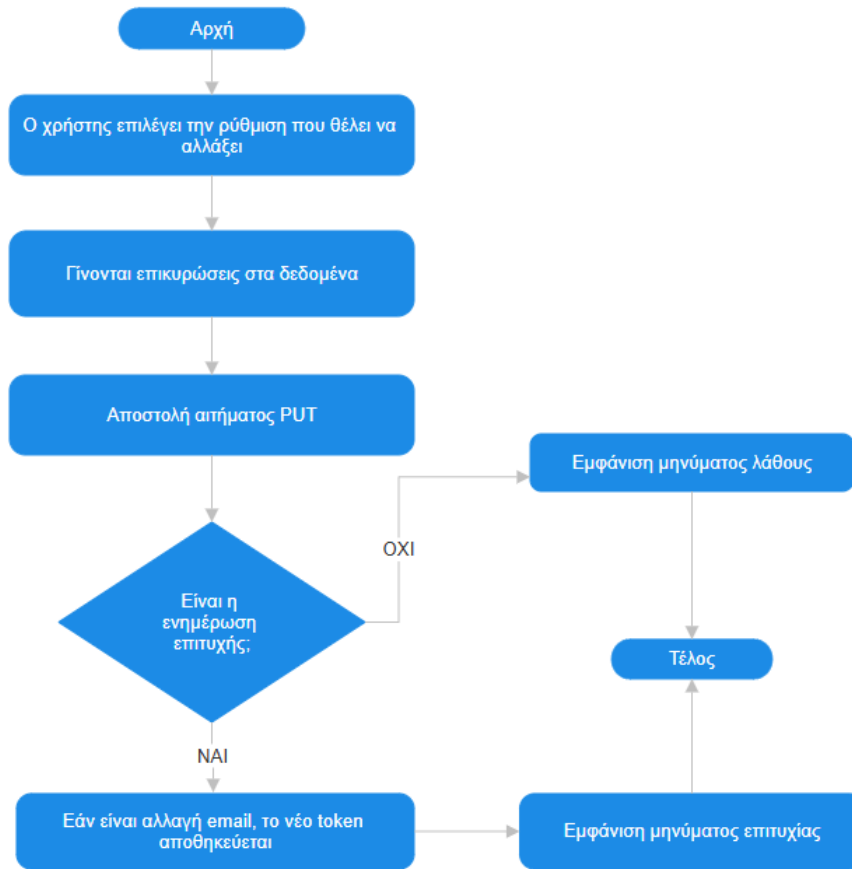 Αρχή
Ο χρήστης επιλέγει την ρύθμιση που θέλει να
αλλάξει
Γίνονται επικυρώσεις στα δεδομένα
Αποστολή αιτήματος PUT
Εμφάνιση μηνύματος λάθους
ΟΧΙ
Είναι η
ενημέρωση
επιτυχής;
Τέλος
ΝΑΙ
Εάν είναι αλλαγή email, το νέο token
αποθηκεύεται
Εμφάνιση μηνύματος επιτυχίας